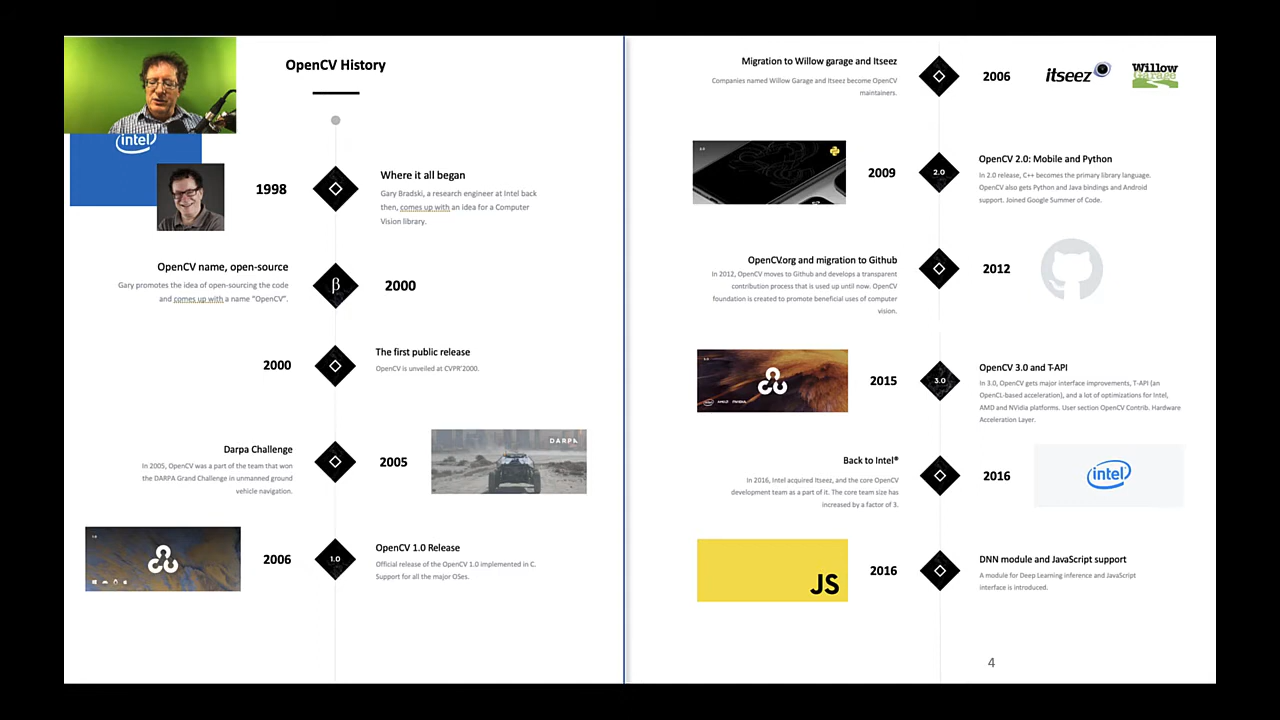 OpenCV History
intel
1998
Where it all began
Gary Bradski, a research engineer at Intel back
then, comes up with an idea for a Computer
Vision library.
OpenCV name, open-source
Gary promotes the idea of open-sourcing the code
and comes up with a name “OpenCV”.
β
2000
2000
The first public release
OpenCV is unveiled at CVPR'2000.
Darpa Challenge
In 2005, OpenCV was a part of the team that won
the DARPA Grand Challenge in unmanned ground
vehicle navigation.
2005
DARPA
1.0
2006
1.0
OpenCV 1.0 Release
Official release of the OpenCV 1.0 implemented in C.
Support for all the major OSes.
Migration to Willow garage and Itseez
Companies named Willow Garage and Itseez become OpenCV
maintainers.
2006
itseez
Willow
Garage
2009
2.0
OpenCV 2.0: Mobile and Python
In 2.0 release, C++ becomes the primary library language.
OpenCV also gets Python and Java bindings and Android
support. Joined Google Summer of Code.
OpenCV.org and migration to Github
In 2012, OpenCV moves to Github and develops a transparent
contribution process that is used up until now. OpenCV
foundation is created to promote beneficial uses of computer
vision.
2012
2015
3.0
OpenCV 3.0 and T-API
In 3.0, OpenCV gets major interface improvements, T-API (an
OpenCL-based acceleration), and a lot of optimizations for Intel,
AMD and NVidia platforms. User section OpenCV Contrib. Hardware
Acceleration Layer.
Back to Intel®
In 2016, Intel acquired Itseez, and the core OpenCV
development team as a part of it. The core team size has
increased by a factor of 3.
2016
intel
JS
2016
DNN module and JavaScript support
A module for Deep Learning inference and JavaScript
interface is introduced.
4